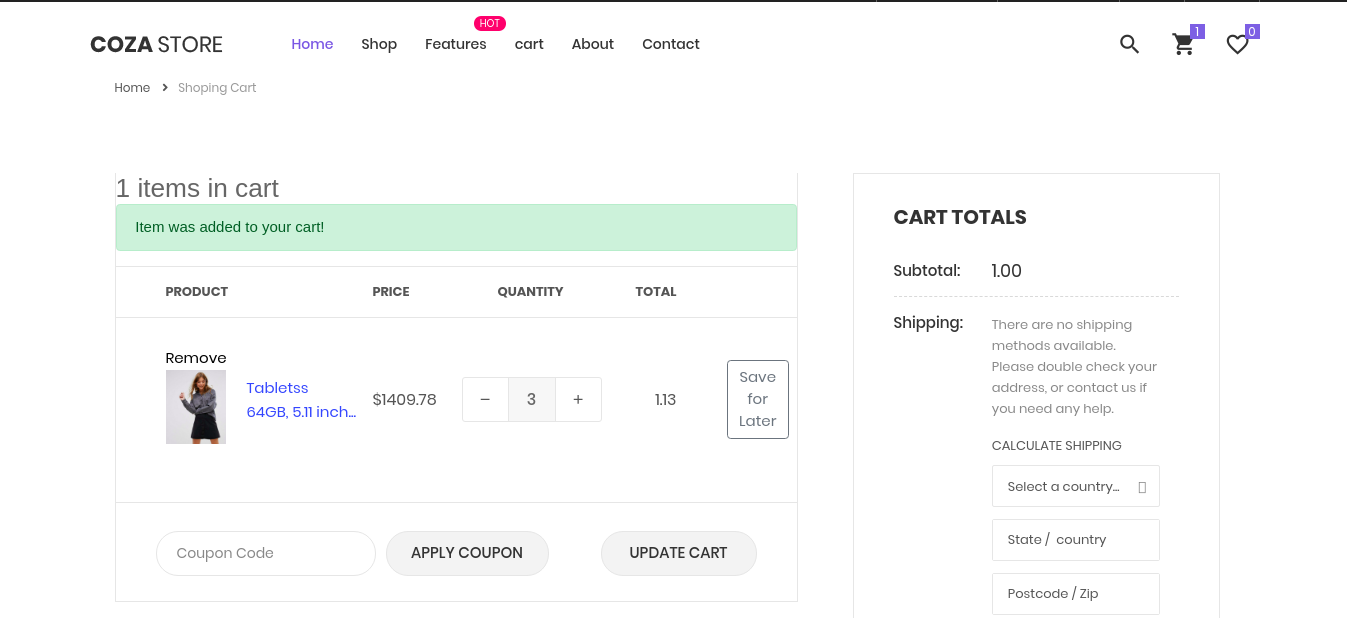 HOT
COZA STORE Home Shop Features cart About Contact 1 0
Home > Shoping Cart
1 items in cart
Item was added to your cart!
PRODUCT PRICE QUANTITY TOTAL
Remove
Tabletss
64GB, 5.11 inch...
$1409.78 − 3 + 1.13
Save
for
Later
Coupon Code APPLY COUPON UPDATE CART
CART TOTALS
Subtotal: 1.00
Shipping: There are no shipping
methods available.
Please double check your
address, or contact us if
you need any help.
CALCULATE SHIPPING
Select a country...
State / country
Postcode / Zip